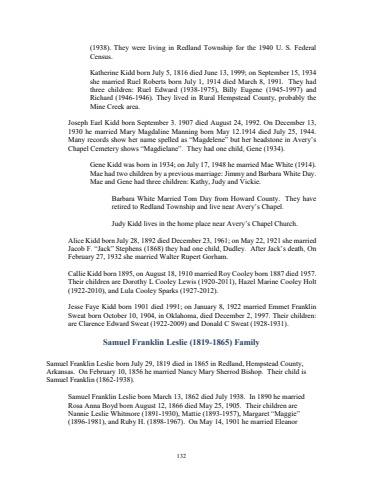 (1938). They were living in Redland Township for the 1940 U. S. Federal
Census.
Katherine Kidd born July 5, 1816 died June 13, 1999; on September 15, 1934
she married Ruel Roberts born July 1, 1914 died March 8, 1991. They had
three children: Ruel Edward (1938-1975), Billy Eugene (1945-1997) and
Richard (1946-1946). They lived in Rural Hempstead County, probably the
Mine Creek area.
Joseph Earl Kidd born September 3. 1907 died August 24, 1992. On December 13,
1930 he married Mary Magdaline Manning born May 12.1914 died July 25, 1944.
Many records show her name spelled as “Magdelene” but her headstone in Avery’s
Chapel Cemetery shows “Magdielane”. They had one child, Gene (1934).
Gene Kidd was born in 1934; on July 17, 1948 he married Mae White (1914).
Mae had two children by a previous marriage: Jimmy and Barbara White Day.
Mae and Gene had three children: Kathy, Judy and Vickie.
Barbara White Married Tom Day from Howard County. They have
retired to Redland Township and live near Avery’s Chapel.
Judy Kidd lives in the home place near Avery’s Chapel Church.
Alice Kidd born July 28, 1892 died December 23, 1961; on May 22, 1921 she married
Jacob F. “Jack” Stephens (1868) they had one child, Dudley. After Jack’s death, On
February 27, 1932 she married Walter Rupert Gorham.
Callie Kidd born 1895, on August 18, 1910 married Roy Cooley born 1887 died 1957.
Their children are Dorothy L Cooley Lewis (1920-2011), Hazel Marine Cooley Holt
(1922-2010), and Lula Cooley Sparks (1927-2012).
Jesse Faye Kidd born 1901 died 1991; on January 8, 1922 married Emmet Franklin
Sweat born October 10, 1904, in Oklahoma, died December 2, 1997. Their children:
are Clarence Edward Sweat (1922-2009) and Donald C Sweat (1928-1931).
Samuel Franklin Leslie (1819-1865) Family
Samuel Franklin Leslie born July 29, 1819 died in 1865 in Redland, Hempstead County,
Arkansas. On February 10, 1856 he married Nancy Mary Sherrod Bishop. Their child is
Samuel Franklin (1862-1938).
Samuel Franklin Leslie born March 13, 1862 died July 1938. In 1890 he married
Rosa Anna Boyd born August 12, 1866 died May 25, 1905. Their children are
Nannie Leslie Whitmore (1891-1930), Mattie (1893-1957), Margaret “Maggie”
(1896-1981), and Ruby H. (1898-1967). On May 14, 1901 he married Eleanor
132